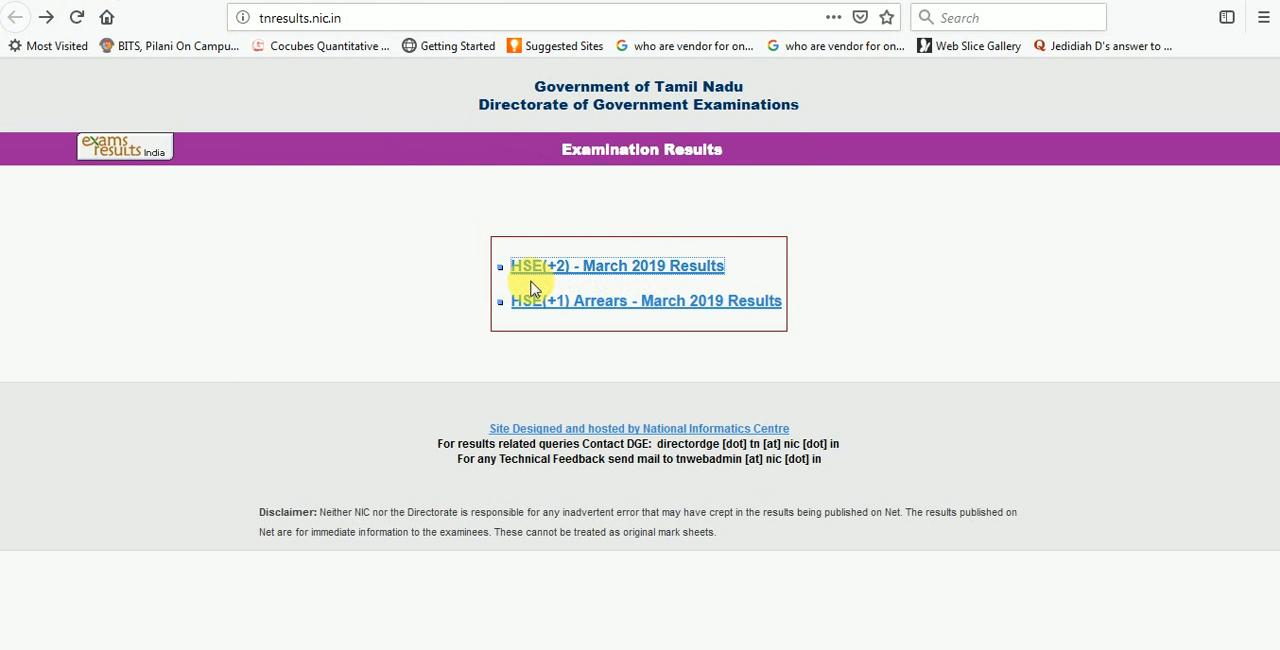 tnresults.nic.in
Search
Most Visited
BITS, Pilani On Campu...
Cocubes Quantitative ...
Getting Started
Suggested Sites
who are vendor for on...
who are vendor for on...
Web Slice Gallery
Jedidiah D's answer to ...
Government of Tamil Nadu
Directorate of Government Examinations
exams results India
Examination Results
HSE(+2) - March 2019 Results
HSE(+1) Arrears - March 2019 Results
Site Designed and hosted by National Informatics Centre
For results related queries Contact DGE: directordge [dot] tn [at] nic [dot] in
For any Technical Feedback send mail to tnwebadmin [at] nic [dot] in
Disclaimer: Neither NIC nor the Directorate is responsible for any inadvertent error that may have crept in the results being published on Net. The results published on
Net are for immediate information to the examinees. These cannot be treated as original mark sheets.